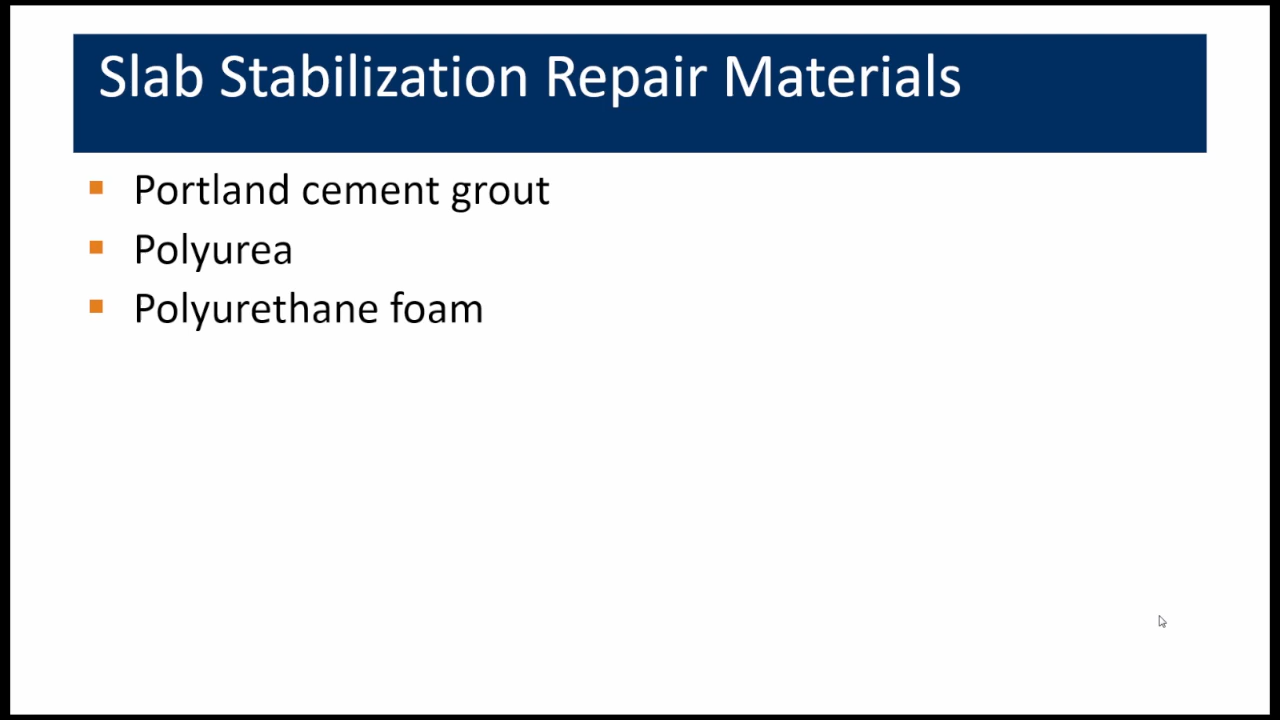 Slab Stabilization Repair Materials
Portland cement grout
Polyurea
Polyurethane foam